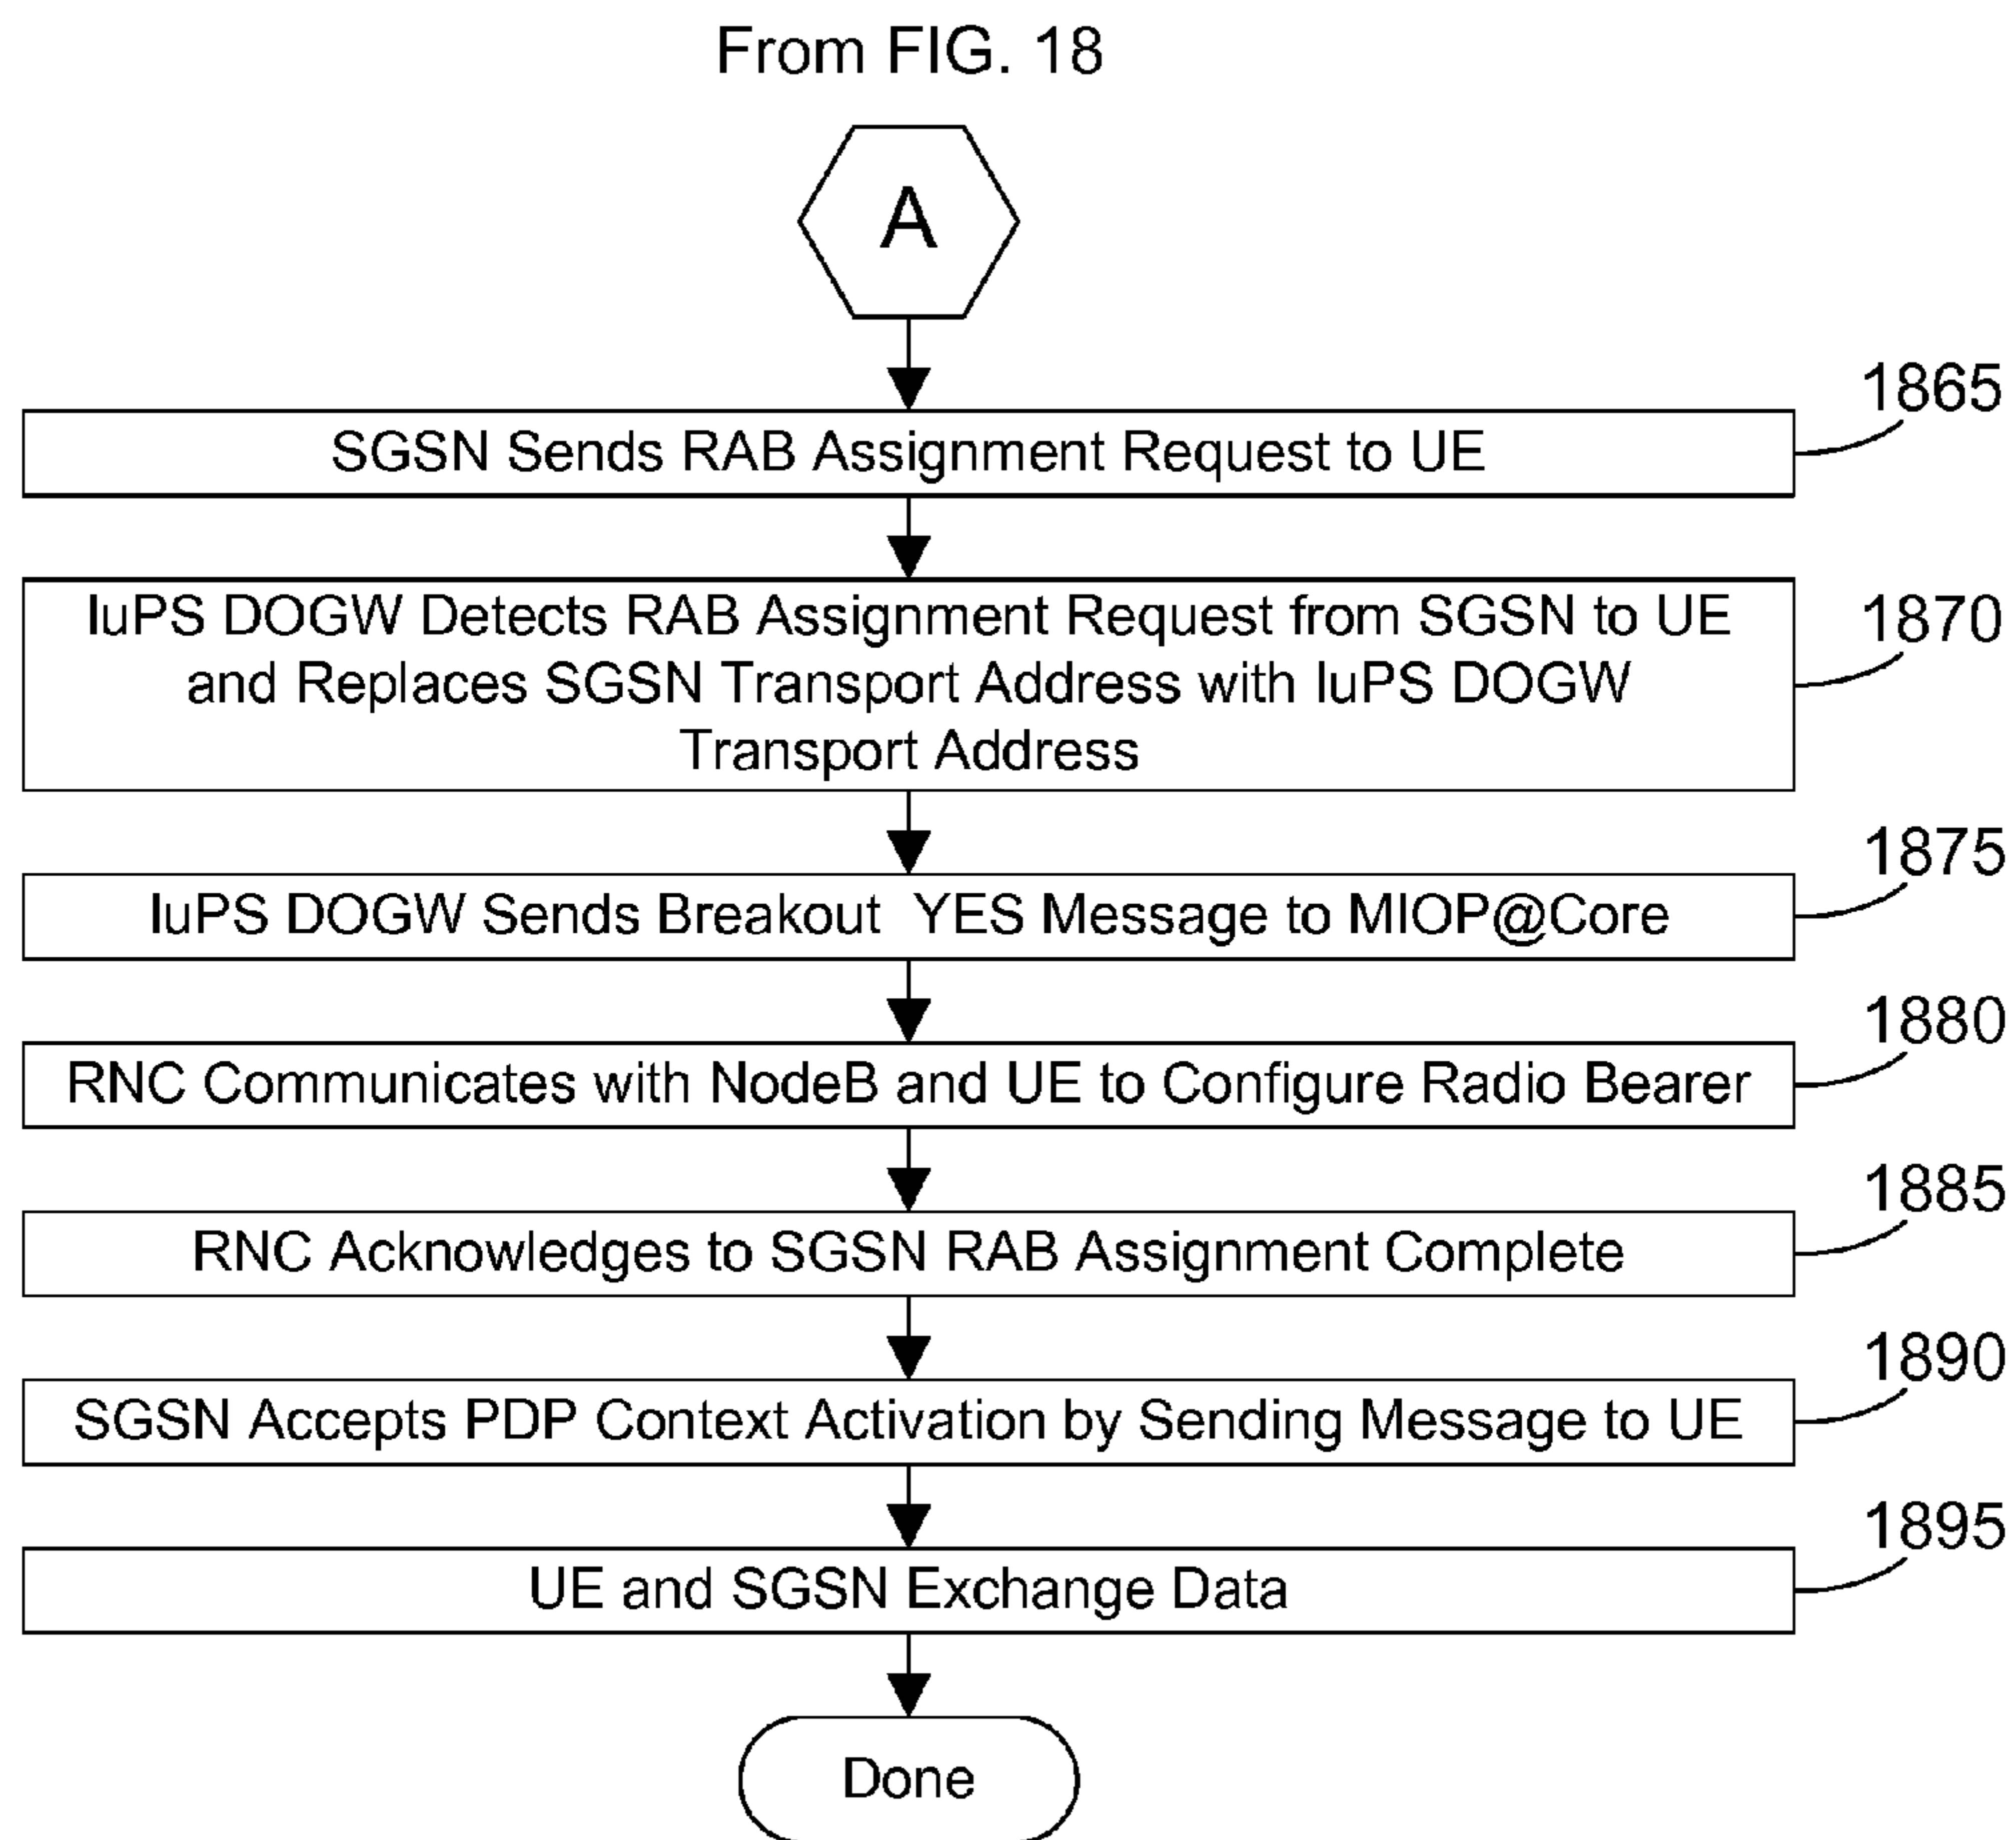 From FIG. 18
A
1865
SGSN Sends RAB Assignment Request to UE
1870
IuPS DOGW Detects RAB Assignment Request from SGSN to UE
and Replaces SGSN Transport Address with IuPS DOGW
Transport Address
1875
IuPS DOGW Sends Breakout YES Message to MIOP@Core
1880
RNC Communicates with NodeB and UE to Configure Radio Bearer
1885
RNC Acknowledges to SGSN RAB Assignment Complete
1890
SGSN Accepts PDP Context Activation by Sending Message to UE
1895
UE and SGSN Exchange Data
Done